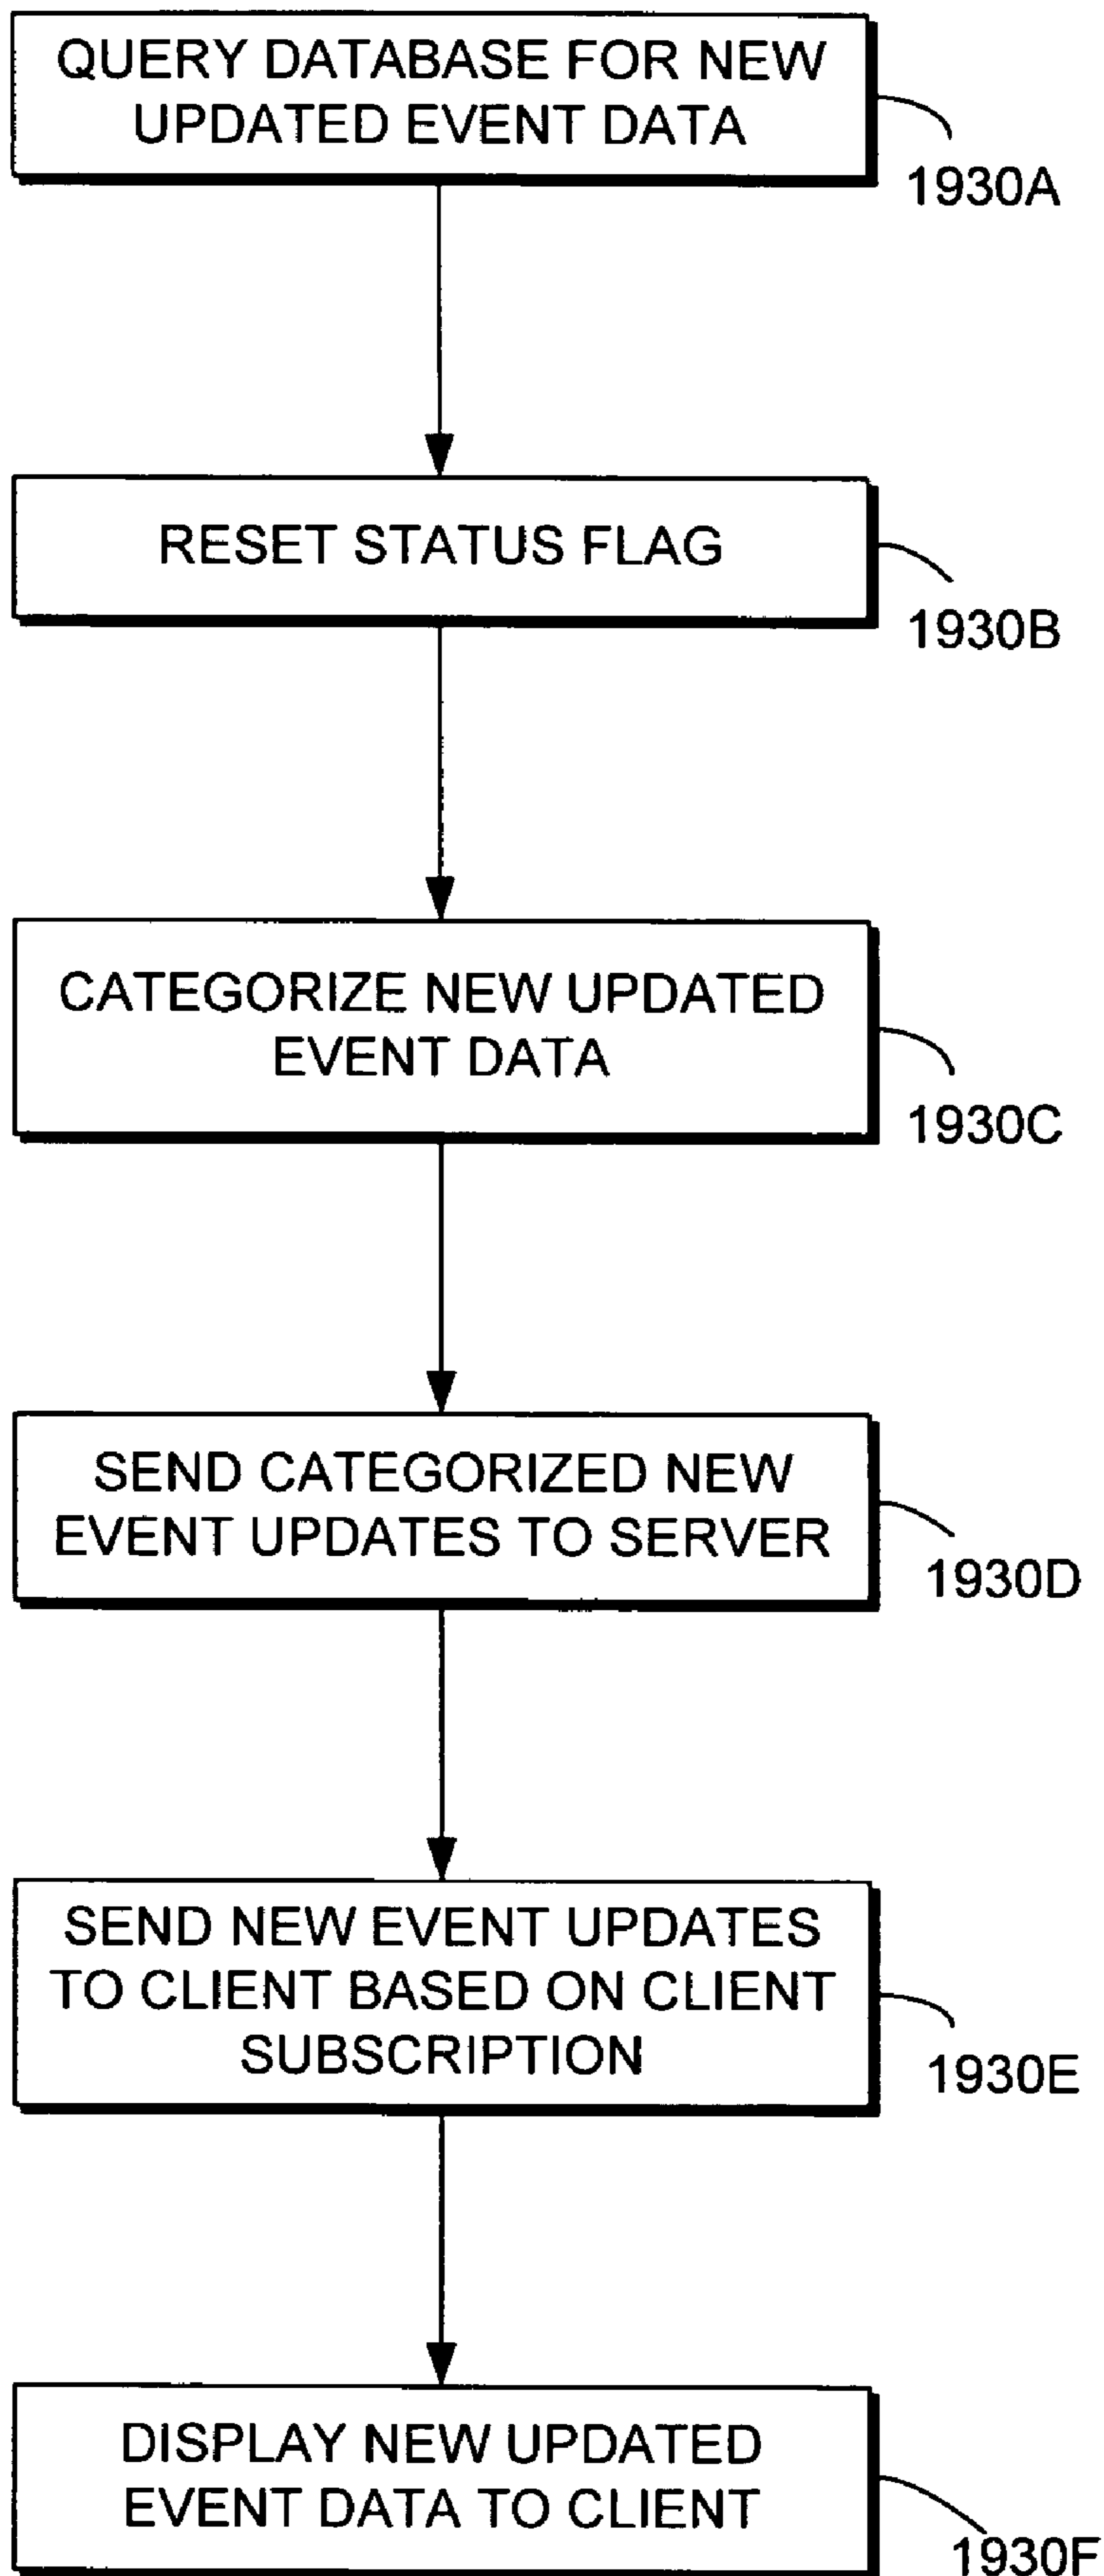 QUERY DATABASE FOR NEW
UPDATED EVENT DATA
1930A
RESET STATUS FLAG
1930B
CATEGORIZE NEW UPDATED
EVENT DATA
1930C
SEND CATEGORIZED NEW
EVENT UPDATES TO SERVER
1930D
SEND NEW EVENT UPDATES
TO CLIENT BASED ON CLIENT
SUBSCRIPTION
1930E
DISPLAY NEW UPDATED
EVENT DATA TO CLIENT
1930F